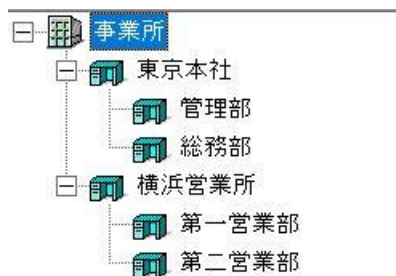 事業所
東京本社
管理部
総務部
横浜営業所
第一営業部
第二営業部